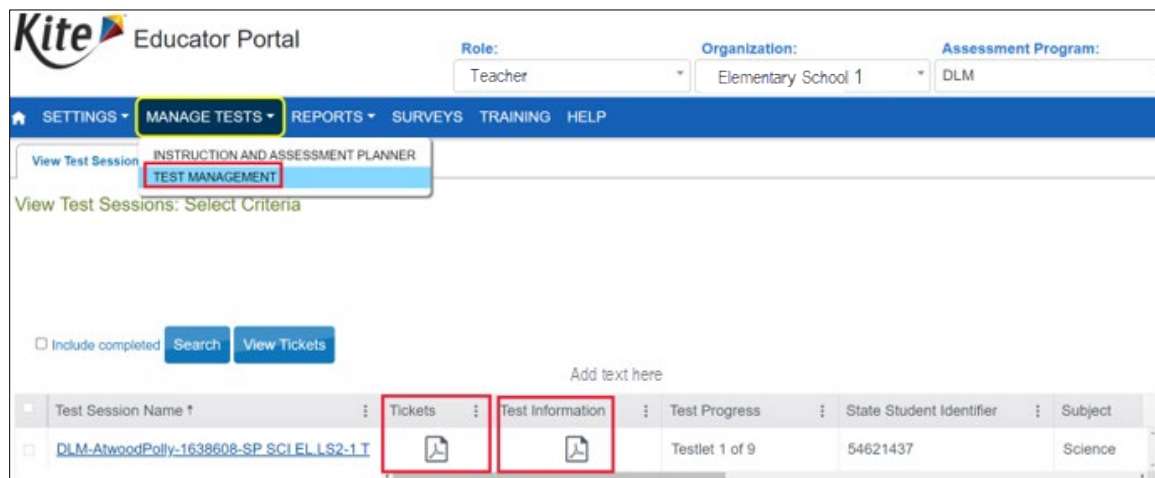 Kite Educator Portal
Role: Organization: Assessment Program:
Teacher Elementary School 1 DLM
SETTINGS MANAGE TESTS REPORTS SURVEYS TRAINING HELP
View Test Session INSTRUCTION AND ASSESSMENT PLANNER
TEST MANAGEMENT
View Test Sessions: Select Criteria
Include completed Search View Tickets
Add text here
Test Session Name ↑ Tickets Test Information Test Progress State Student Identifier Subject
DLM-AtwoodPolly-1638608-SP SCI EL.LS2-1 T Testlet 1 of 9 54621437 Science